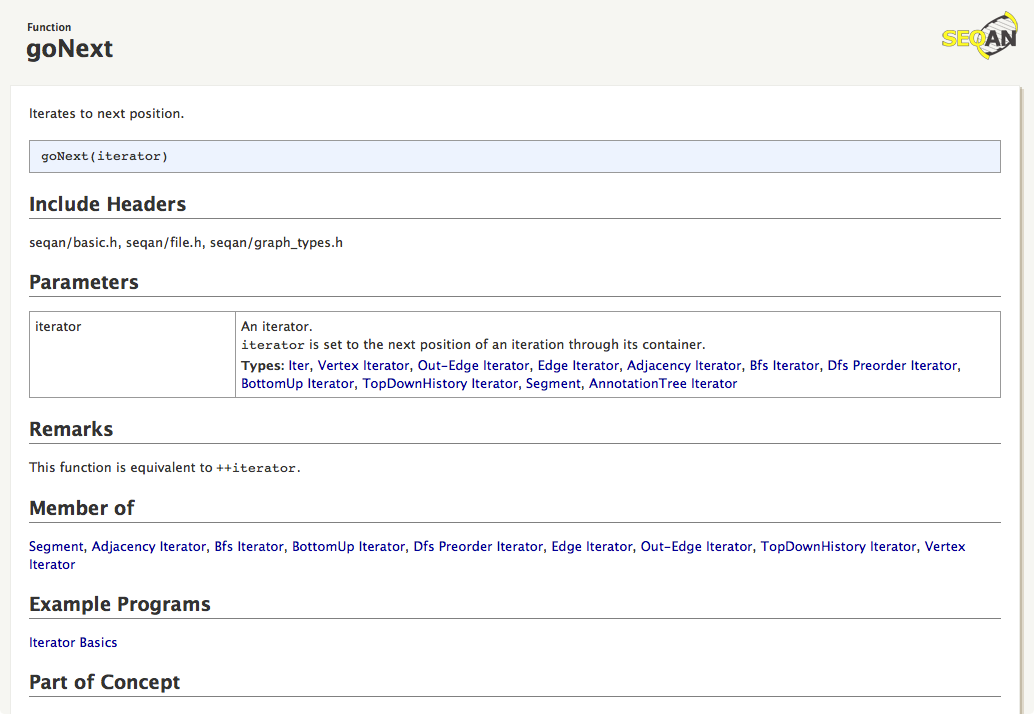 Function
goNext
SEQAN
Iterates to next position.
goNext(iterator)
Include Headers
seqan/basic.h, seqan/file.h, seqan/graph_types.h
Parameters
iterator
An iterator.
iterator is set to the next position of an iteration through its container.
Types: Iter, Vertex Iterator, Out-Edge Iterator, Edge Iterator, Adjacency Iterator, Bfs Iterator, Dfs Preorder Iterator,
BottomUp Iterator, TopDownHistory Iterator, Segment, AnnotationTree Iterator
Remarks
This function is equivalent to ++iterator.
Member of
Segment, Adjacency Iterator, Bfs Iterator, BottomUp Iterator, Dfs Preorder Iterator, Edge Iterator, Out-Edge Iterator, TopDownHistory Iterator, Vertex
Iterator
Example Programs
Iterator Basics
Part of Concept